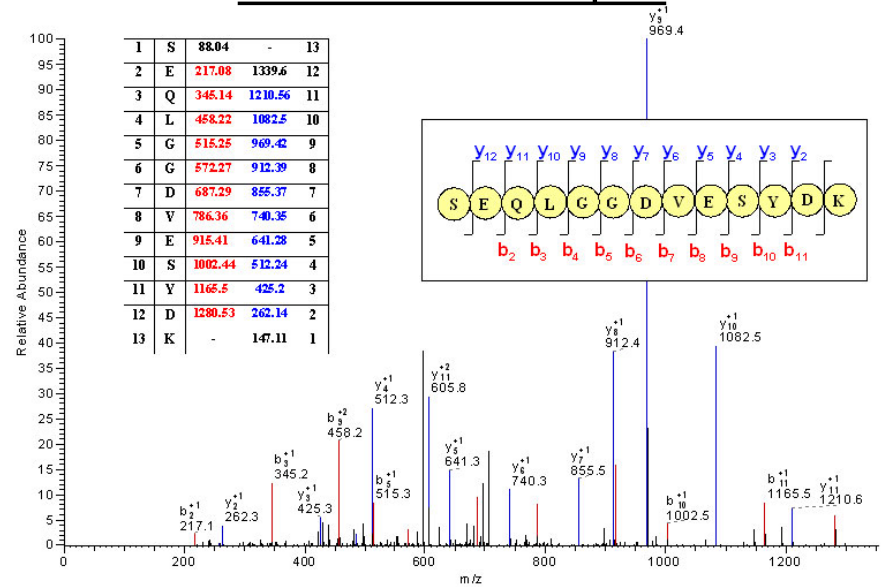 1 S 88.04 - 13
2 E 217.08 1339.6 12
3 Q 345.14 1210.56 11
4 L 458.22 1082.5 10
5 G 515.25 969.42 9
6 G 572.27 912.39 8
7 D 687.29 855.37 7
8 V 786.36 740.35 6
9 E 915.41 641.28 5
10 S 1002.44 512.24 4
11 Y 1165.5 425.2 3
12 D 1280.53 262.14 2
13 K - 147.11 1
y₁₂ y₁₁ y₁₀ y₉ y₈ y₇ y₆ y₅ y₄ y₃ y₂
S E Q L G G D V E S Y D K
b₂ b₃ b₄ b₅ b₆ b₇ b₈ b₉ b₁₀ b₁₁
y₉⁺¹
969.4
y₁₀⁺¹
1082.5
y₈⁺¹
912.4
y₁₁⁺²
605.8
y₄⁺¹
512.3
b₉⁺²
458.2
y₅⁺¹
641.3
b₃⁺¹
345.2
y₇⁺¹
855.5
y₆⁺¹
740.3
b₅⁺¹
515.3
b₁₁⁺¹
1165.5
y₁₁⁺¹
1210.6
y₃⁺¹
425.3
y₂⁺¹
262.3
b₂⁺¹
217.1
b₁₀⁺¹
1002.5
Relative Abundance
100
95
90
85
80
75
70
65
60
55
50
45
40
35
30
25
20
15
10
5
0
0 200 400 600 800 1000 1200
m/z